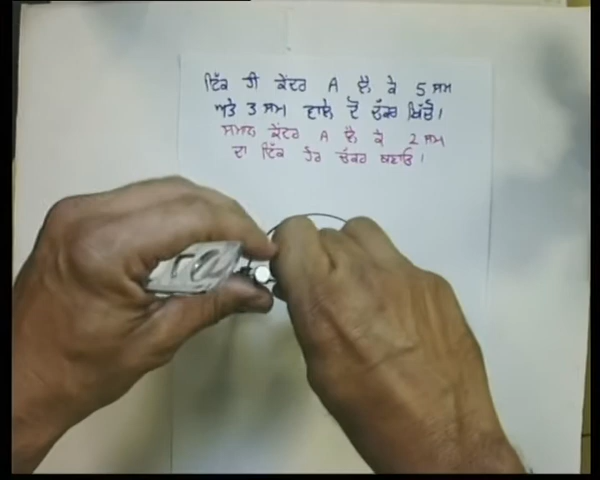 ਇੱਕ ਹੀ ਕੇਂਦਰ A ਲੈ ਕੇ 5 ਸਮ
ਅਤੇ 3 ਸਮ ਵਾਲੇ ਦੋ ਚੱਕਰ ਖਿੱਚੋ।
ਸਮਾਨ ਕੇਂਦਰ A ਲੈ ਕੇ 2 ਸਮ
ਦਾ ਇੱਕ ਹੋਰ ਚੱਕਰ ਬਣਾਓ।